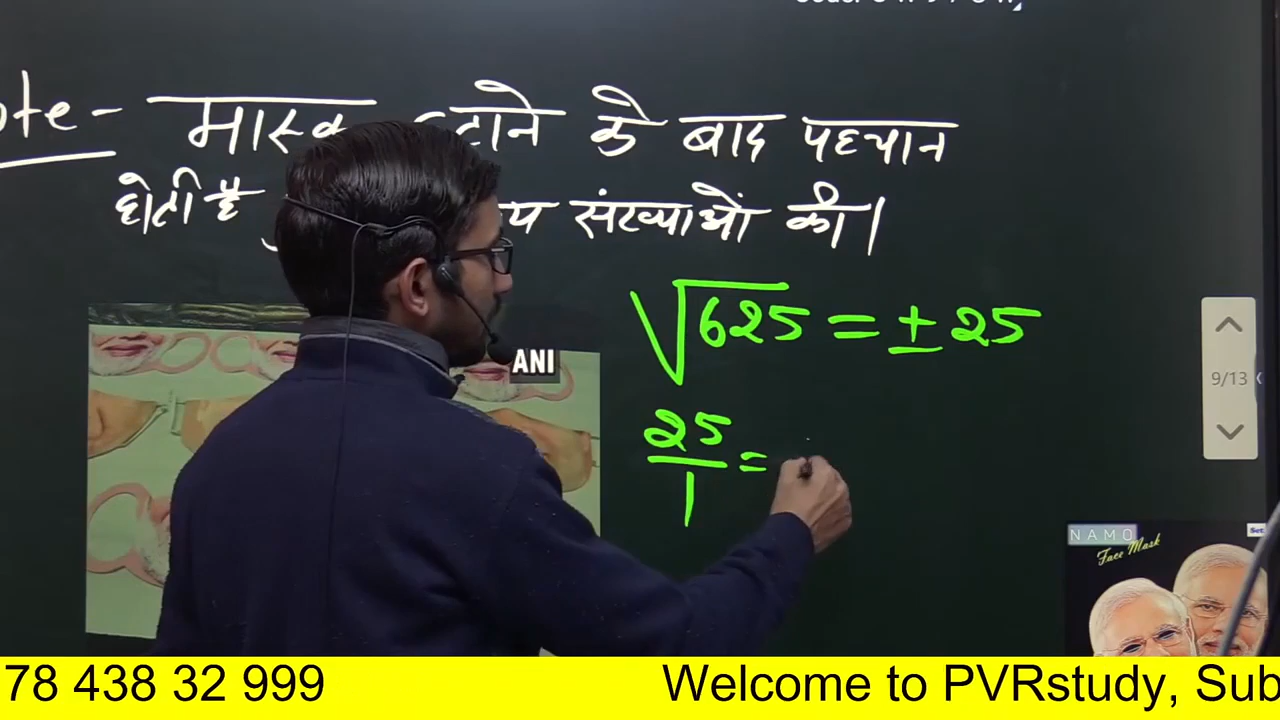 Note- मास्क के बाद पहचान
होती है संख्याओं की।
√625 = ±25
25/1 =
ANI
9/13
NAMO
Face Mask
78 438 32 999 Welcome to PVRstudy, Sub